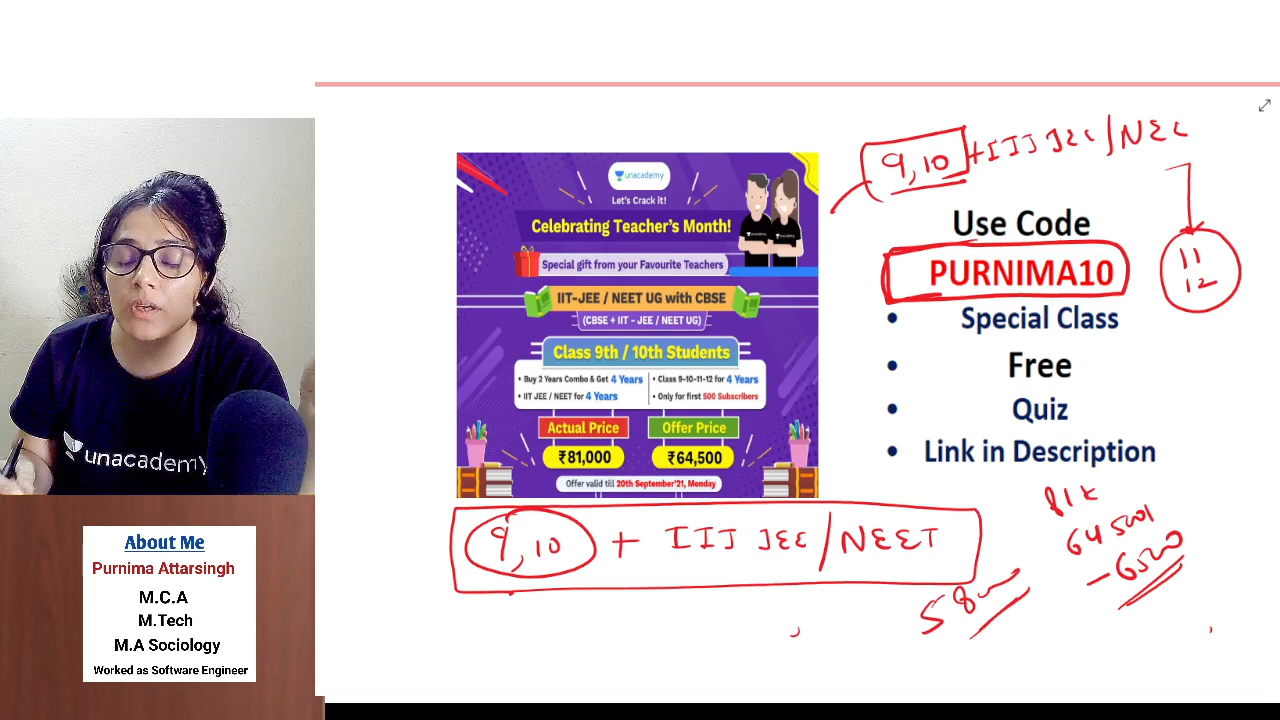 9,10 + IIT JEE / NEE
unacademy
Let's Crack it!
Celebrating Teacher's Month!
unacademy
unacademy
Special gift from your Favourite Teachers
IIT-JEE / NEET UG with CBSE
(CBSE + IIT - JEE / NEET UG)
Class 9th / 10th Students
• Buy 2 Years Combo & Get 4 Years
• Class 9-10-11-12 for 4 Years
• IIT JEE / NEET for 4 Years
• Only for first 500 Subscribers
Actual Price
Offer Price
₹81,000
₹64,500
Offer valid till 20th September'21, Monday
Use Code
PURNIMA10
• Special Class
• Free
• Quiz
• Link in Description
11
12
unacademy
81k
9,10 + IIT JEE / NEET
About Me
Purnima Attarsingh
M.C.A
M.Tech
M.A Sociology
Worked as Software Engineer